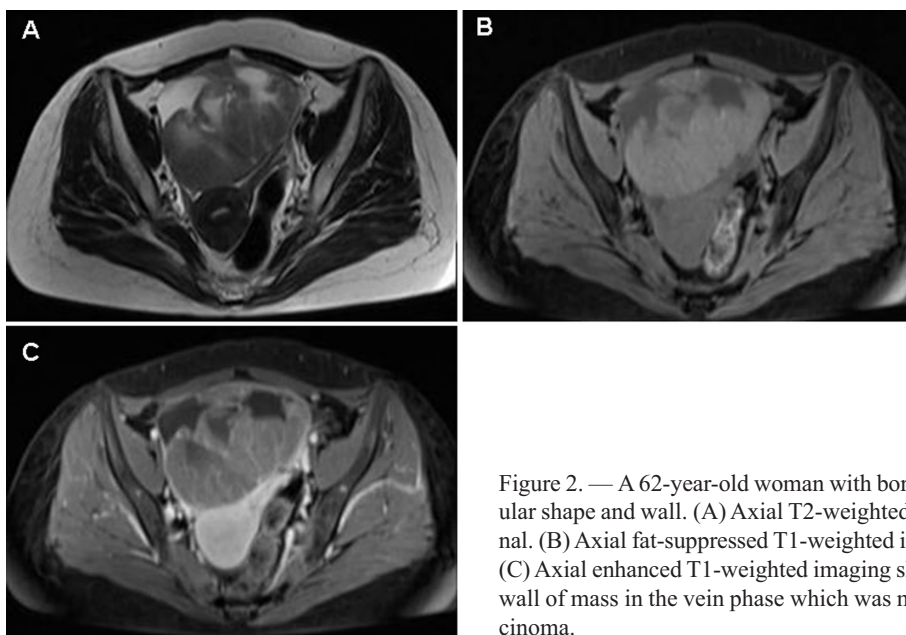 A
B
C
Figure 2. — A 62-year-old woman with bor
ular shape and wall. (A) Axial T2-weighted
nal. (B) Axial fat-suppressed T1-weighted i
(C) Axial enhanced T1-weighted imaging s
wall of mass in the vein phase which was n
cinoma.